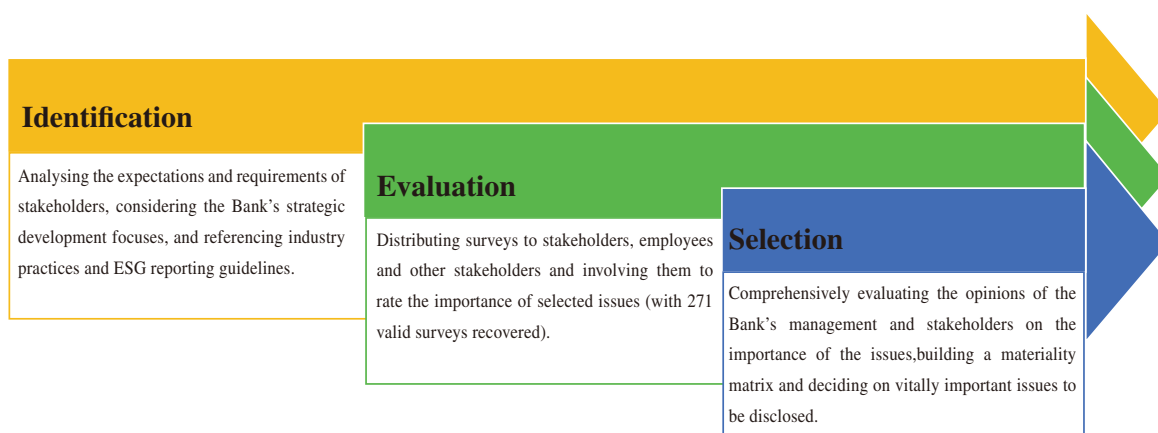 Identification
Analysing the expectations and requirements of
stakeholders, considering the Bank's strategic
development focuses, and referencing industry
practices and ESG reporting guidelines.
Evaluation
Distributing surveys to stakeholders, employees
and other stakeholders and involving them to
rate the importance of selected issues (with 271
valid surveys recovered).
Selection
Comprehensively evaluating the opinions of the
Bank's management and stakeholders on the
importance of the issues,building a materiality
matrix and deciding on vitally important issues to
be disclosed.